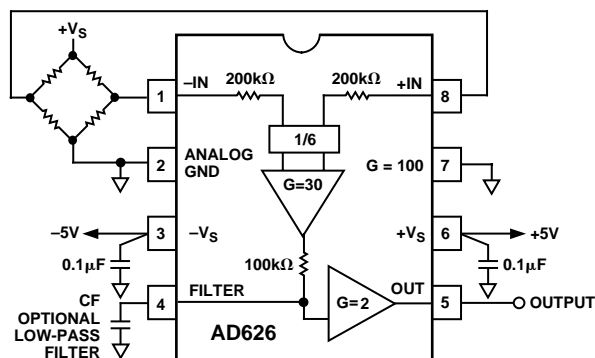 +VS
–IN
200kΩ
200kΩ
+IN
1
8
1/6
2
ANALOG
GND
G = 100
7
G=30
–5V
3
–VS
+VS
6
+5V
0.1µF
100kΩ
0.1µF
CF
OPTIONAL
LOW-PASS
FILTER
4
FILTER
G=2
OUT
5
OUTPUT
AD626